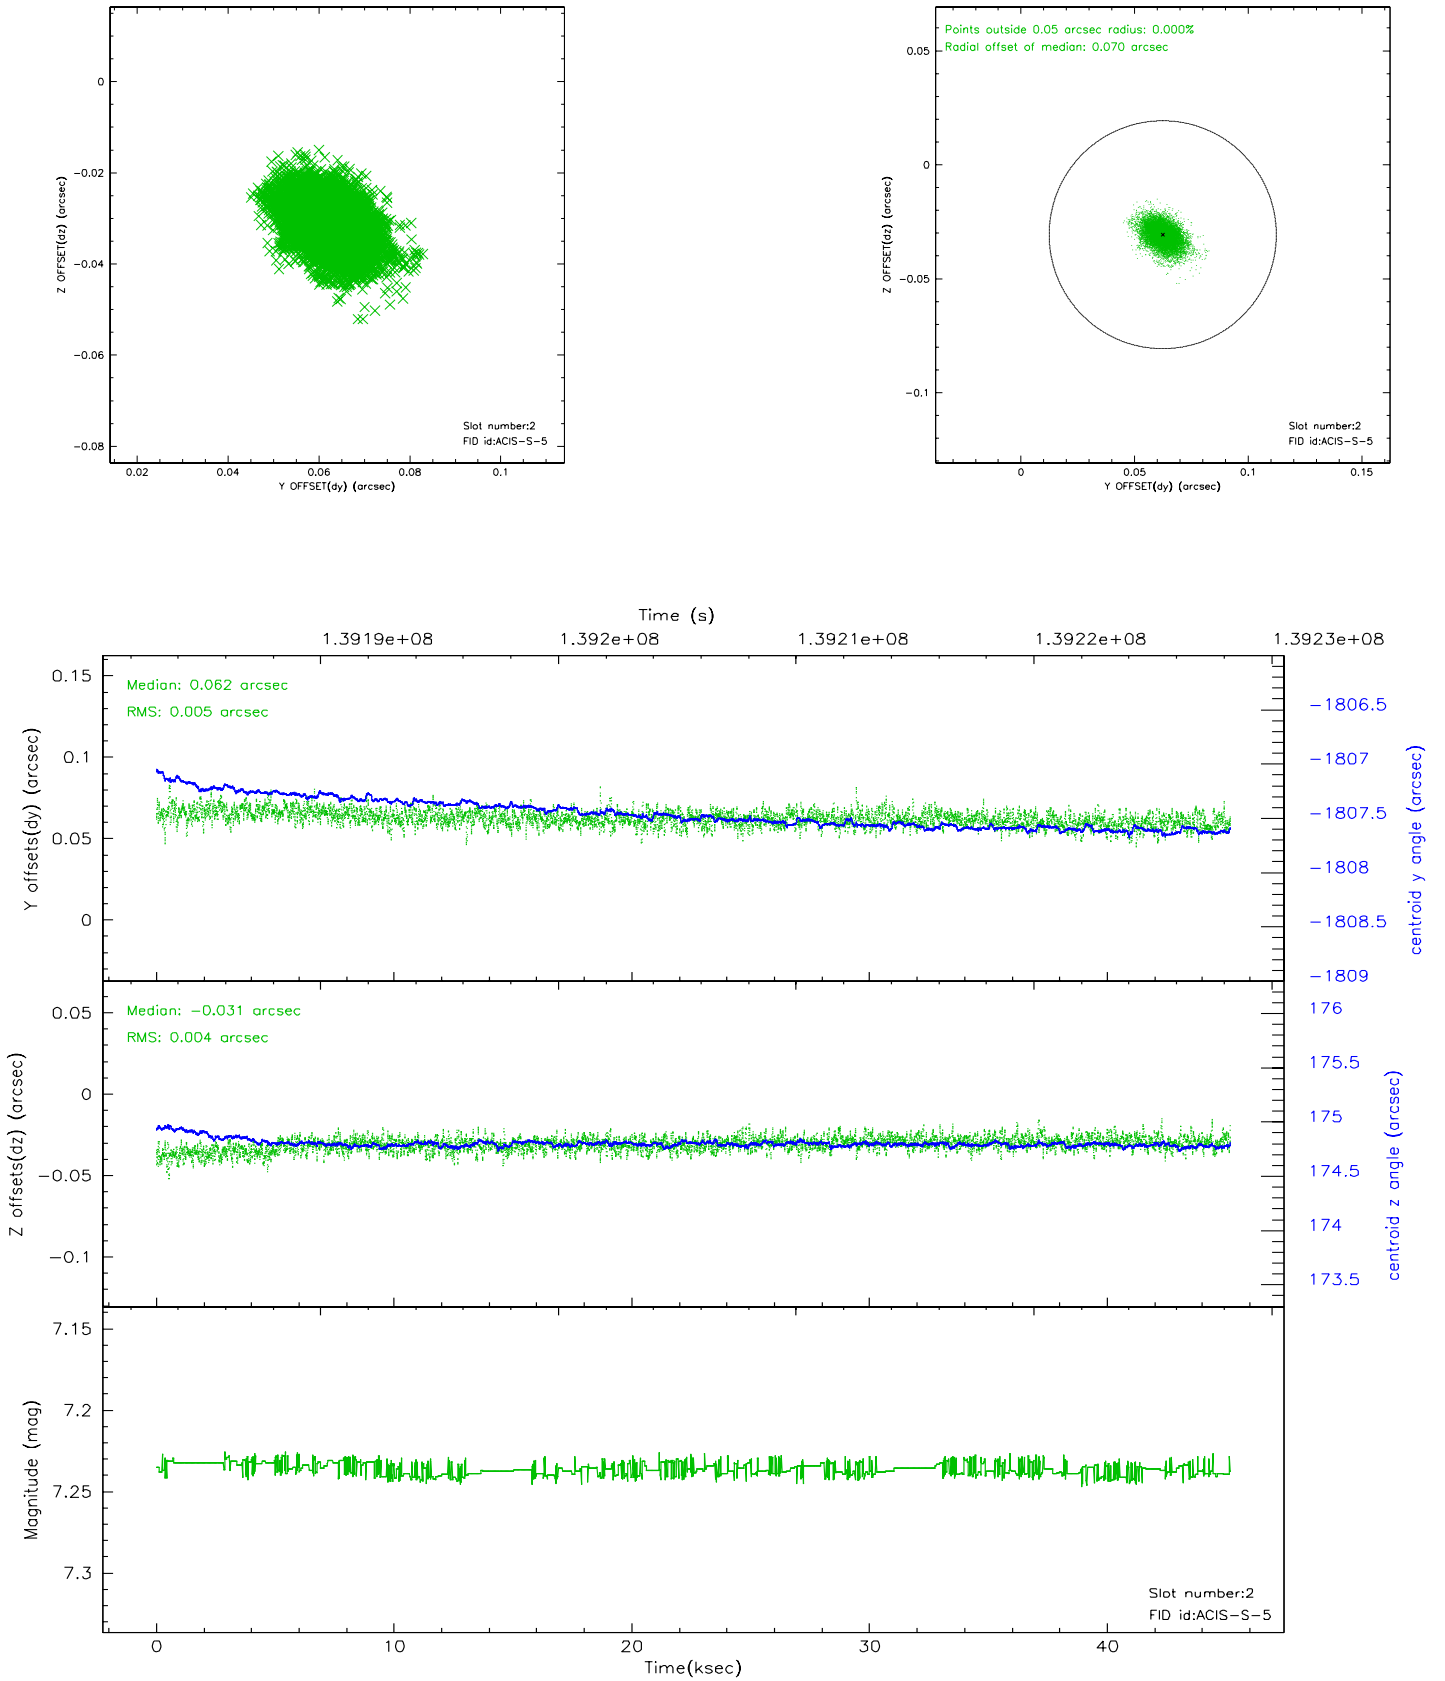 0
−0.02
−0.04
−0.06
−0.08
Z OFFSET(dz) (arcsec)
0.02 0.04 0.06 0.08 0.1
Y OFFSET(dy) (arcsec)
Slot number:2
FID id:ACIS−S−5
Points outside 0.05 arcsec radius: 0.000%
Radial offset of median: 0.070 arcsec
0.05
0
−0.05
−0.1
Z OFFSET(dz) (arcsec)
0 0.05 0.1 0.15
Y OFFSET(dy) (arcsec)
Slot number:2
FID id:ACIS−S−5
Time (s)
1.3919e+08 1.392e+08 1.3921e+08 1.3922e+08 1.3923e+08
Median: 0.062 arcsec
RMS: 0.005 arcsec
0.15
0.1
0.05
0
Y offsets(dy) (arcsec)
−1806.5
−1807
−1807.5
−1808
−1808.5
−1809
centroid y angle (arcsec)
Median: −0.031 arcsec
RMS: 0.004 arcsec
0.05
0
−0.05
−0.1
Z offsets(dz) (arcsec)
176
175.5
175
174.5
174
173.5
centroid z angle (arcsec)
7.15
7.2
7.25
7.3
Magnitude (mag)
Slot number:2
FID id:ACIS−S−5
0 10 20 30 40
Time(ksec)